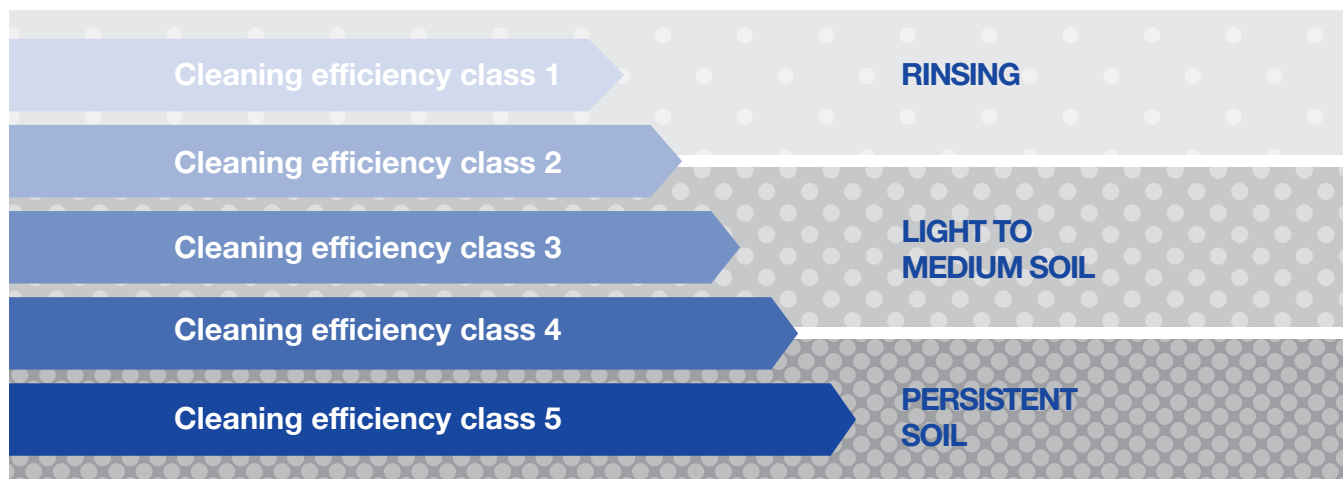 Cleaning efficiency class 1
RINSING
Cleaning efficiency class 2
Cleaning efficiency class 3
LIGHT TO
MEDIUM SOIL
Cleaning efficiency class 4
Cleaning efficiency class 5
PERSISTENT
SOIL